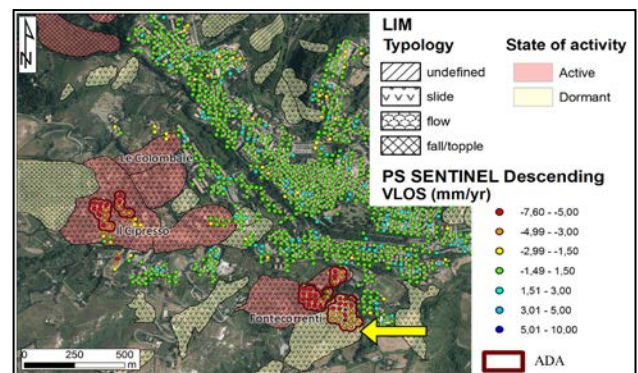 N
LIM
Typology
undefined
slide
flow
fall/topple
State of activity
Active
Dormant
PS SENTINEL Descending
VLOS (mm/yr)
-7,60 - -5,00
-4,99 - -3,00
-2,99 - -1,50
-1,49 - 1,50
1,51 - 3,00
3,01 - 5,00
5,01 - 10,00
ADA
Le Colombaie
Il Cipresso
Fontecorrenti
0 250 500
m